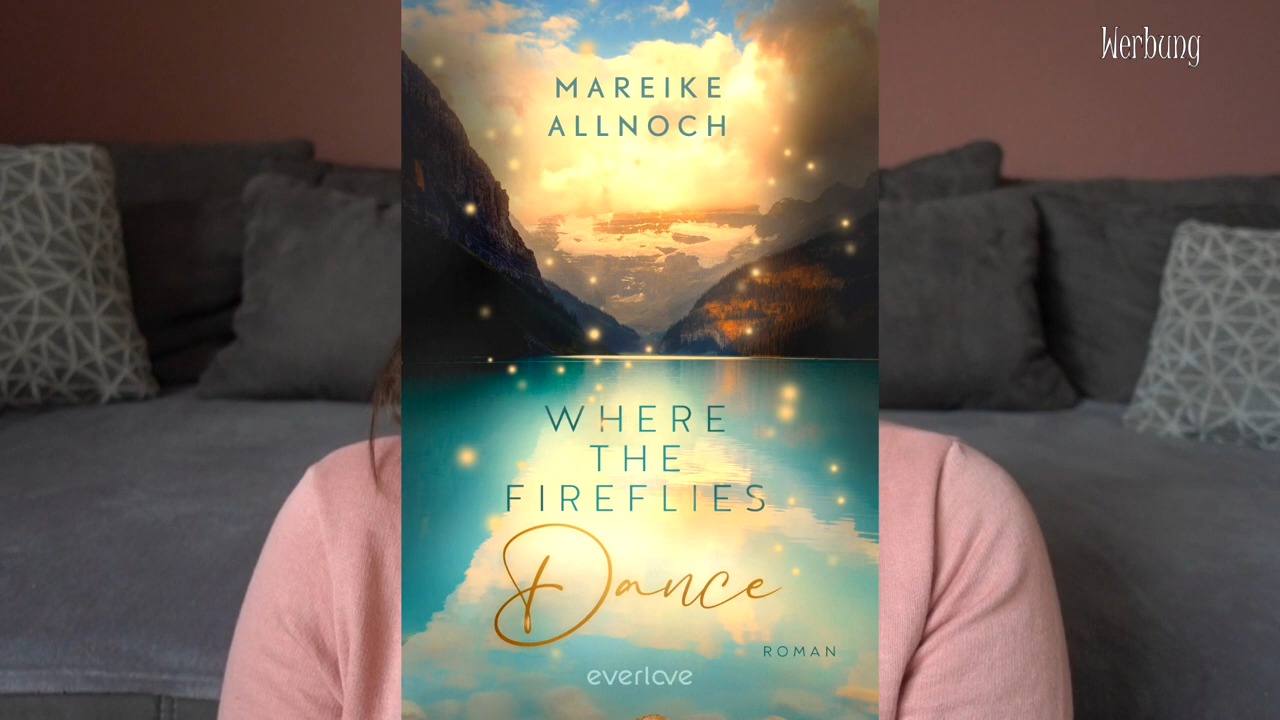 Werbung
MAREIKE
ALLNOCH
WHERE
THE
FIREFLIES
Dance
ROMAN
everlove